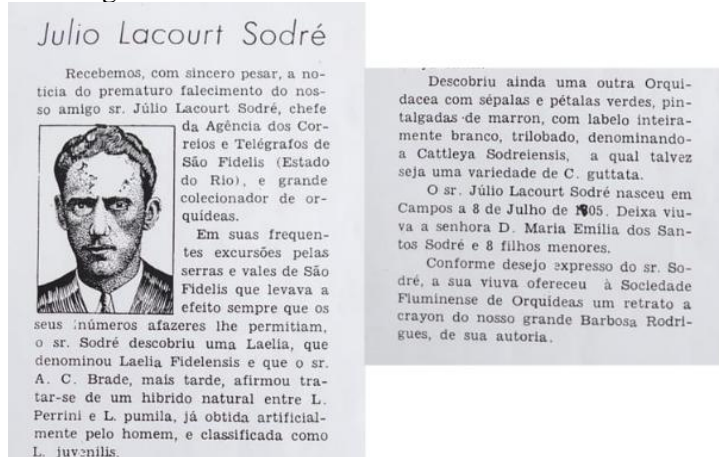 Julio Lacourt Sodré
Recebemos, com sincero pesar, a no-
ticia do prematuro falecimento do nos-
so amigo sr. Júlio Lacourt Sodré, chefe
da Agência dos Cor-
reios e Telégrafos de
São Fidelis (Estado
do Rio), e grande
colecionador de or-
quídeas.
Em suas frequen-
tes excursões pelas
serras e vales de São
Fidelis que levava a
efeito sempre que os
seus inúmeros afazeres lhe permitiam,
o sr. Sodré descobriu uma Laelia, que
denominou Laelia Fidelensis e que o sr.
A. C. Brade, mais tarde, afirmou tra-
tar-se de um hibrido natural entre L.
Perrini e L. pumila, já obtida artificial-
mente pelo homem, e classificada como
L. juvenilis.
Descobriu ainda uma outra Orqui-
dacea com sépalas e pétalas verdes, pin-
talgadas de marron, com labelo inteira-
mente branco, trilobado, denominando-
a Cattleya Sodreiensis, a qual talvez
seja uma variedade de C. guttata.
O sr. Júlio Lacourt Sodré nasceu em
Campos a 8 de Julho de 1905. Deixa viu-
va a senhora D. Maria Emília dos San-
tos Sodré e 8 filhos menores.
Conforme desejo expresso do sr. So-
dré, a sua viuva ofereceu à Sociedade
Fluminense de Orquídeas um retrato a
crayon do nosso grande Barbosa Rodri-
gues, de sua autoria.